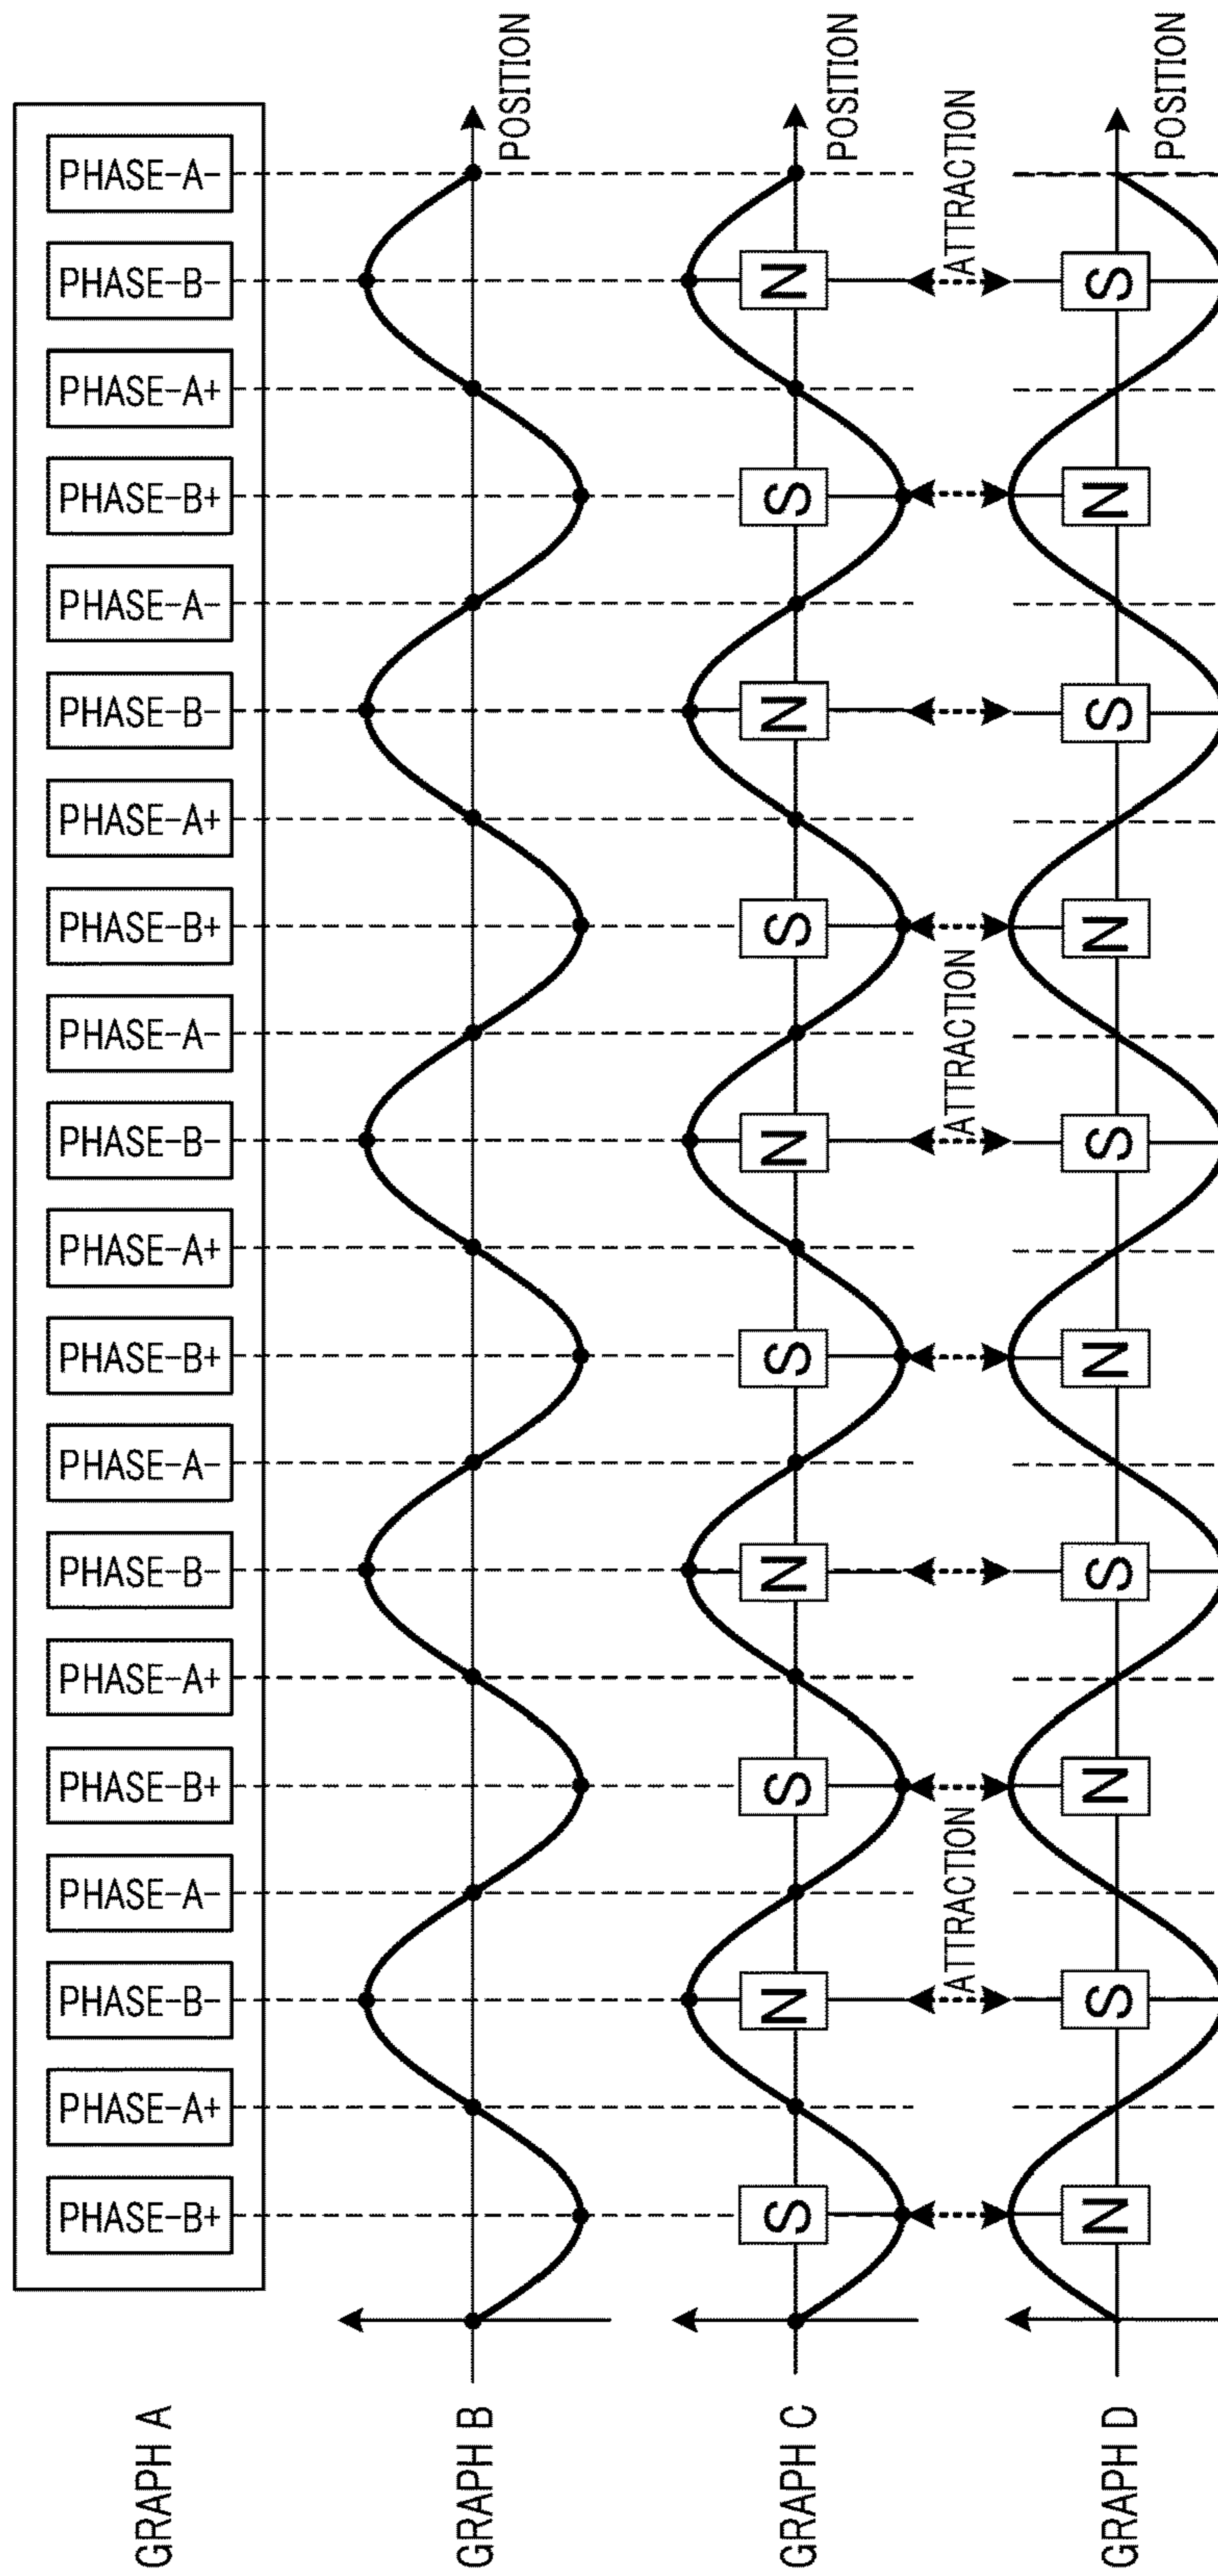 GRAPH A
PHASE-B+
PHASE-A+
PHASE-B-
PHASE-A-
PHASE-B+
PHASE-A+
PHASE-B-
PHASE-A-
PHASE-B+
PHASE-A+
PHASE-B-
PHASE-A-
PHASE-B+
PHASE-A+
PHASE-B-
PHASE-A-
PHASE-B+
PHASE-A+
PHASE-B-
PHASE-A-
GRAPH B
POSITION
GRAPH C
S
N
S
N
S
N
S
N
S
N
POSITION
ATTRACTION
ATTRACTION
ATTRACTION
GRAPH D
N
S
N
S
N
S
N
S
N
S
POSITION